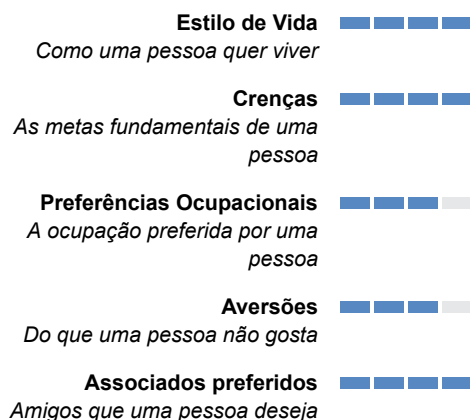 Estilo de Vida
Como uma pessoa quer viver
Crenças
As metas fundamentais de uma
pessoa
Preferências Ocupacionais
A ocupação preferida por uma
pessoa
Aversões
Do que uma pessoa não gosta
Associados preferidos
Amigos que uma pessoa deseja